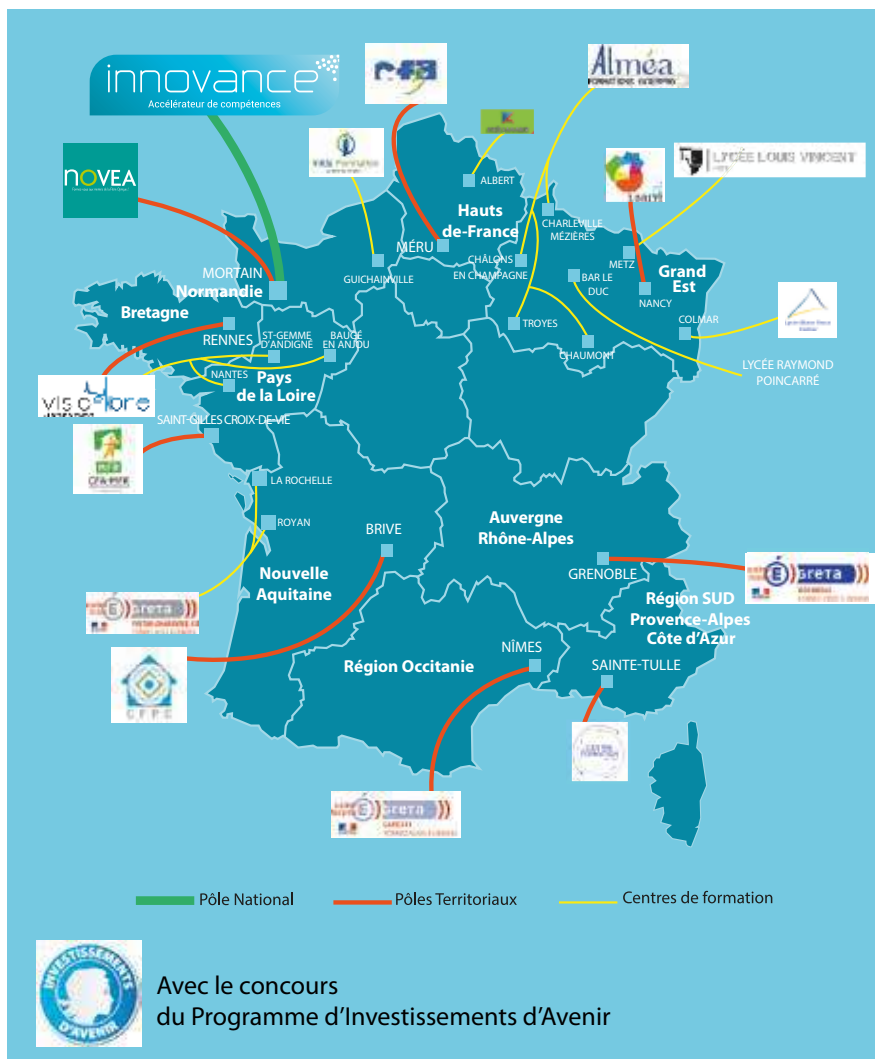 innovance
Accélérateur de compétences
Alméa
LYCÉE LOUIS VINCENT
NOVEA
ALBERT
Hauts
de-France
MÉRU
CHARLEVILLE
MÉZIÈRES
CHÂLONS
EN CHAMPAGNE
METZ
BAR LE
DUC
Grand
Est
NANCY
GUICHAINVILLE
MORTAIN
Normandie
Bretagne
RENNES
ST-GEMME
D'ANDIGNÉ
BAUGÉ
EN ANJOU
TROYES
CHAUMONT
COLMAR
LYCÉE RAYMOND
POINCARRÉ
NANTES
Pays
de la Loire
SAINT-GILLES CROIX-DE-VIE
LA ROCHELLE
ROYAN
BRIVE
Auvergne
Rhône-Alpes
GRENOBLE
GRETA
Nouvelle
Aquitaine
GRETA
Région SUD
Provence-Alpes
Côte d'Azur
Région Occitanie
NÎMES
SAINTE-TULLE
CFPC
GRETA
Pôle National
Pôles Territoriaux
Centres de formation
INVESTISSEMENTS
D'AVENIR
Avec le concours
du Programme d'Investissements d'Avenir